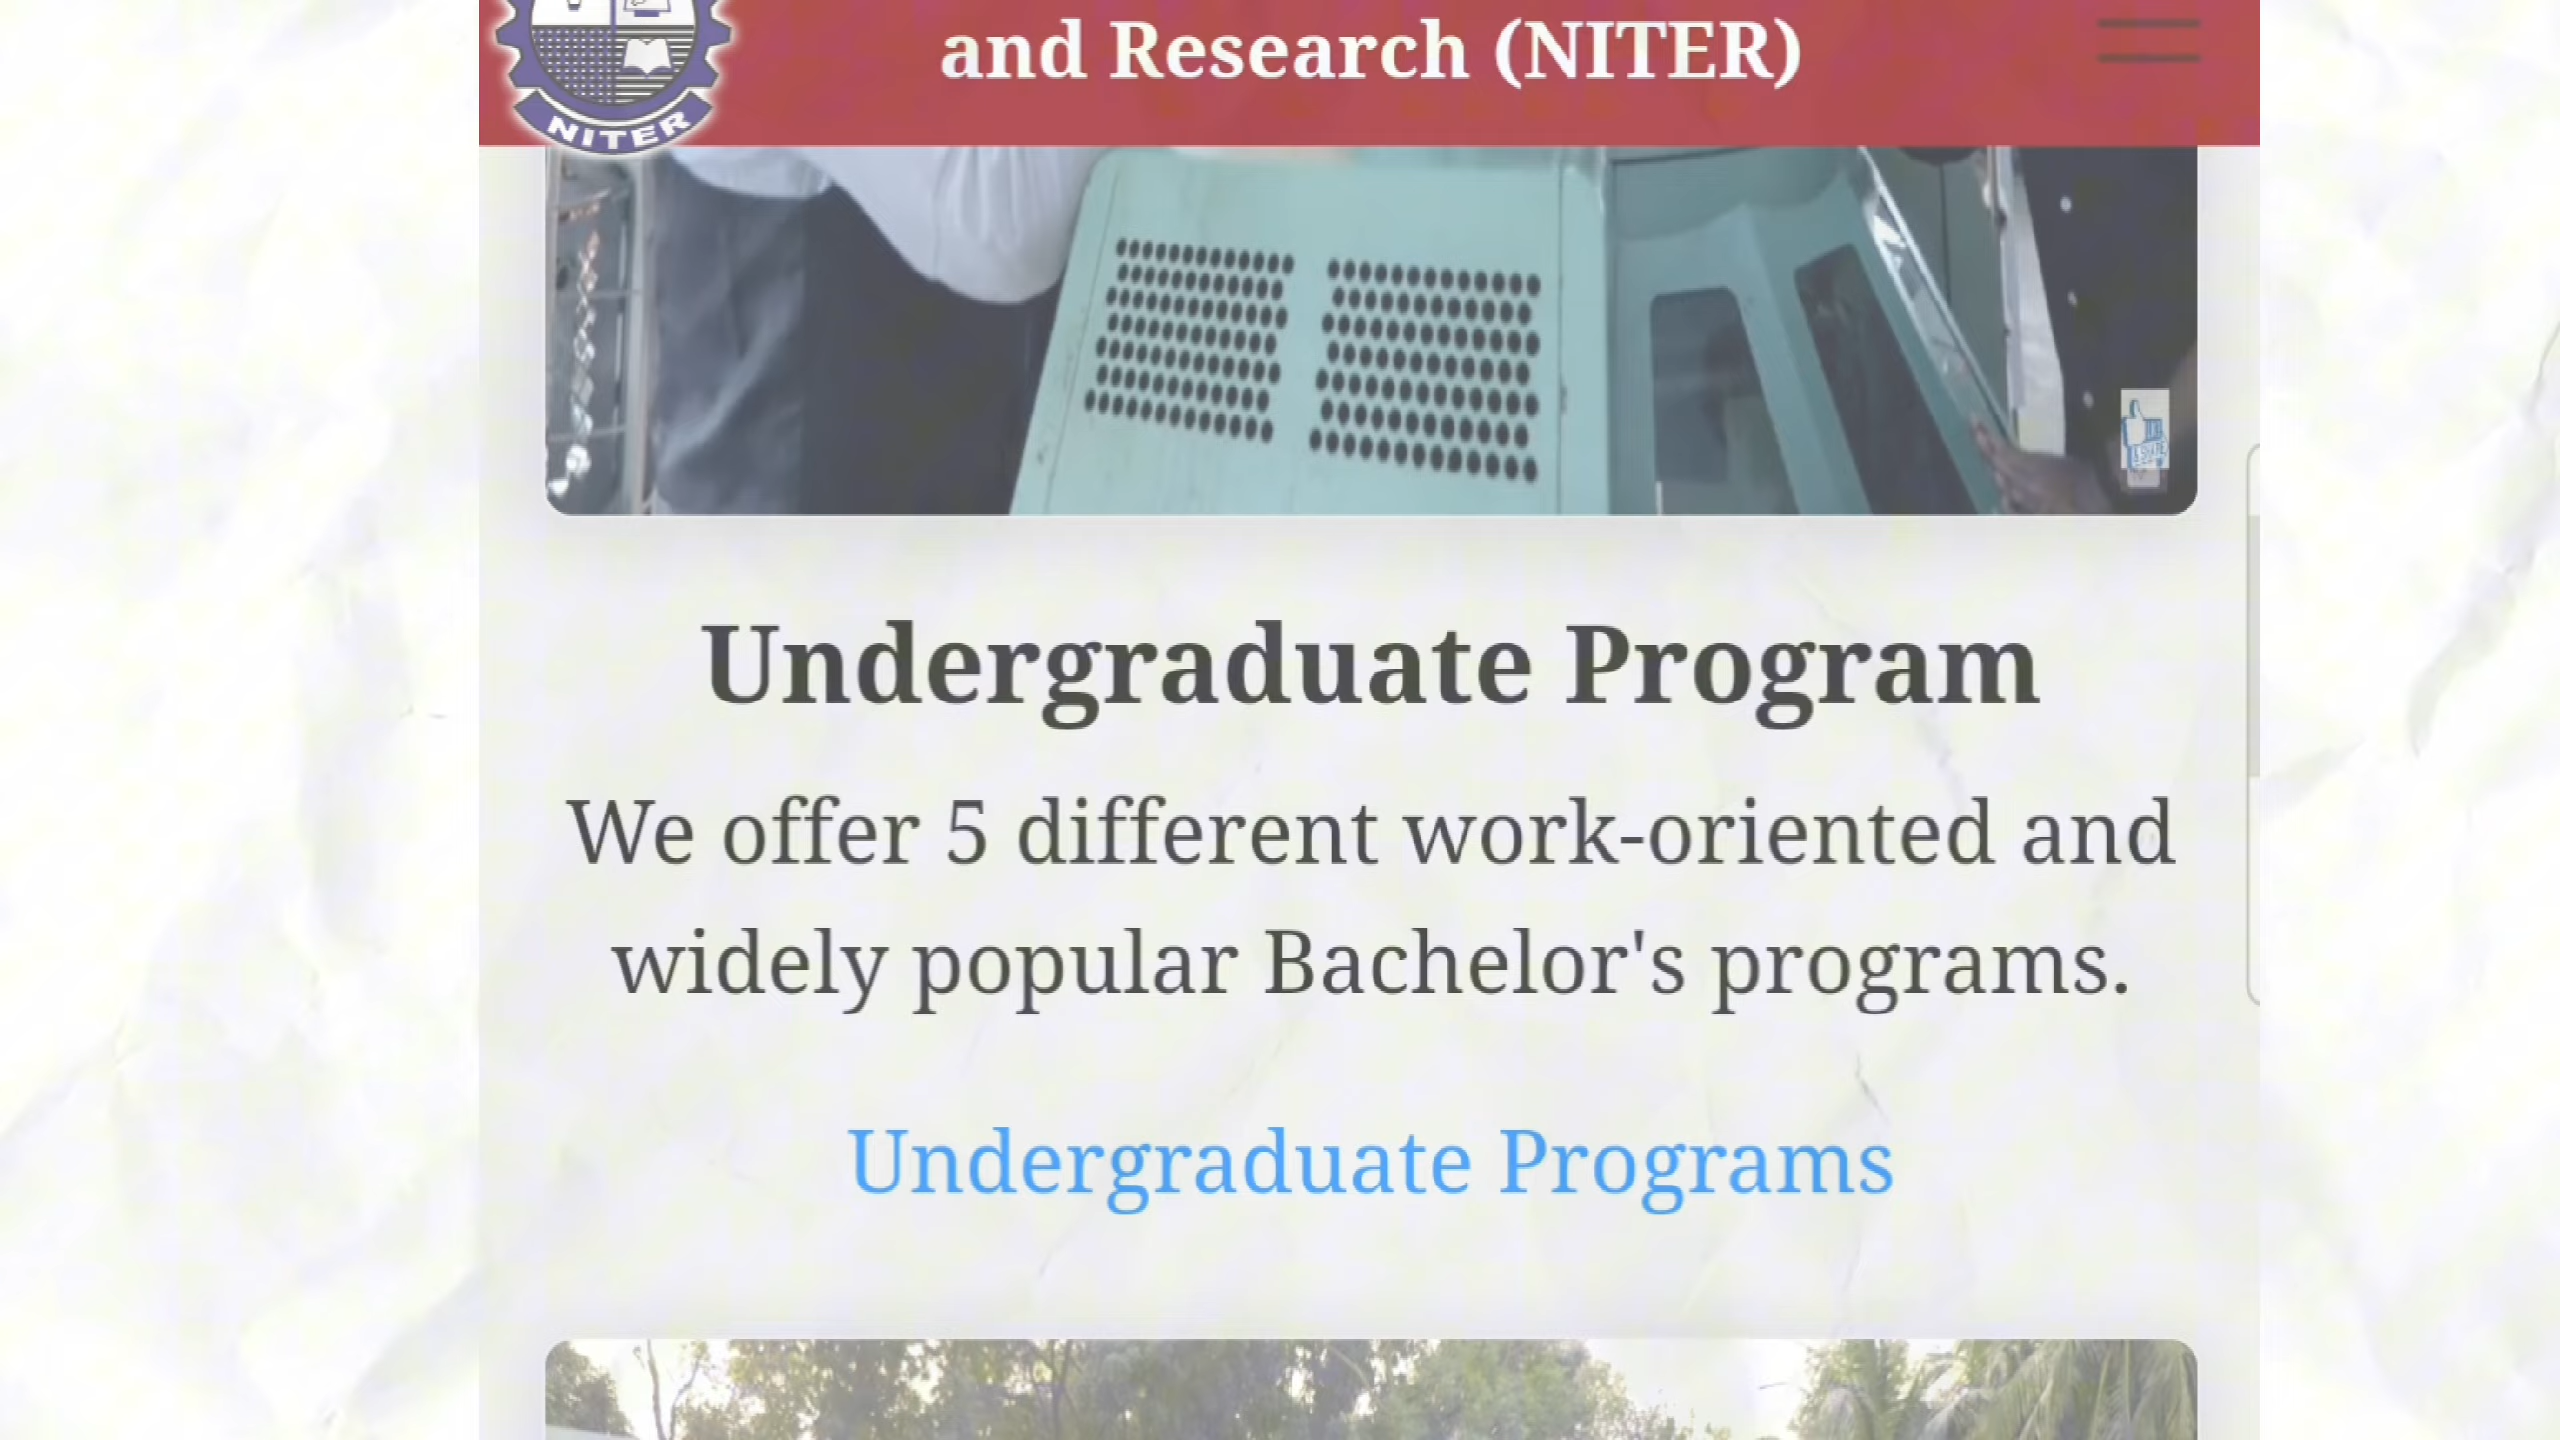 and Research (NITER)
NITER
Undergraduate Program
We offer 5 different work-oriented and
widely popular Bachelor's programs.
Undergraduate Programs